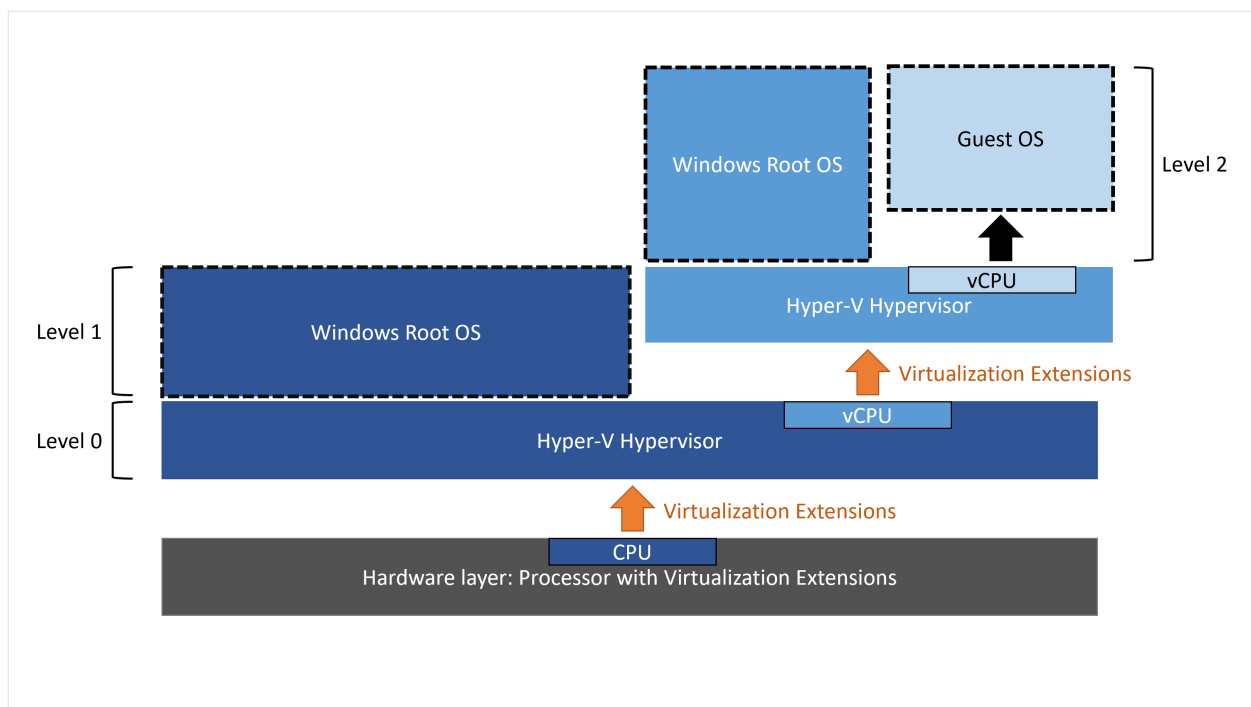 Windows Root OS
Guest OS
Level 2
vCPU
Hyper-V Hypervisor
Level 1
Windows Root OS
Virtualization Extensions
vCPU
Level 0
Hyper-V Hypervisor
Virtualization Extensions
CPU
Hardware layer: Processor with Virtualization Extensions